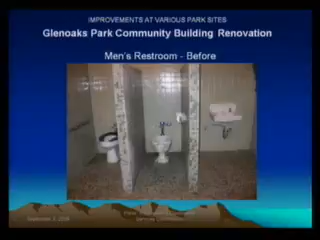 IMPROVEMENTS AT VARIOUS PARK SITES
Glenoaks Park Community Building Renovation
Men's Restroom - Before